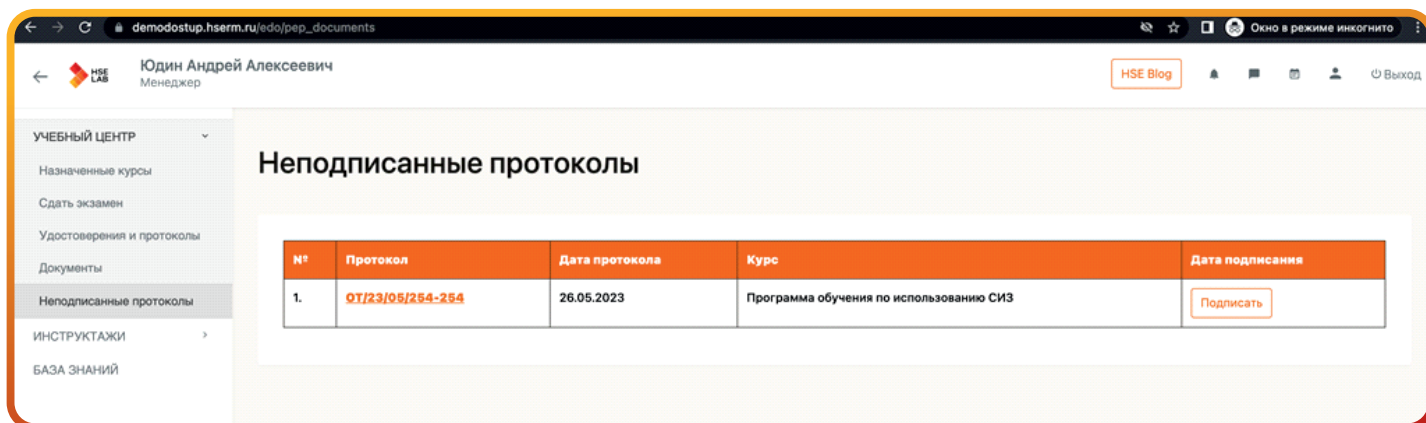 demodostup.hserm.ru/edo/pep_documents
Окно в режиме инкогнито
HSE LAB
Юдин Андрей Алексеевич
Менеджер
HSE Blog
Выход
УЧЕБНЫЙ ЦЕНТР
Назначенные курсы
Сдать экзамен
Удостоверения и протоколы
Документы
Неподписанные протоколы
ИНСТРУКТАЖИ
БАЗА ЗНАНИЙ
Неподписанные протоколы
№ Протокол Дата протокола Курс Дата подписания
1. ОТ/23/05/254-254 26.05.2023 Программа обучения по использованию СИЗ Подписать